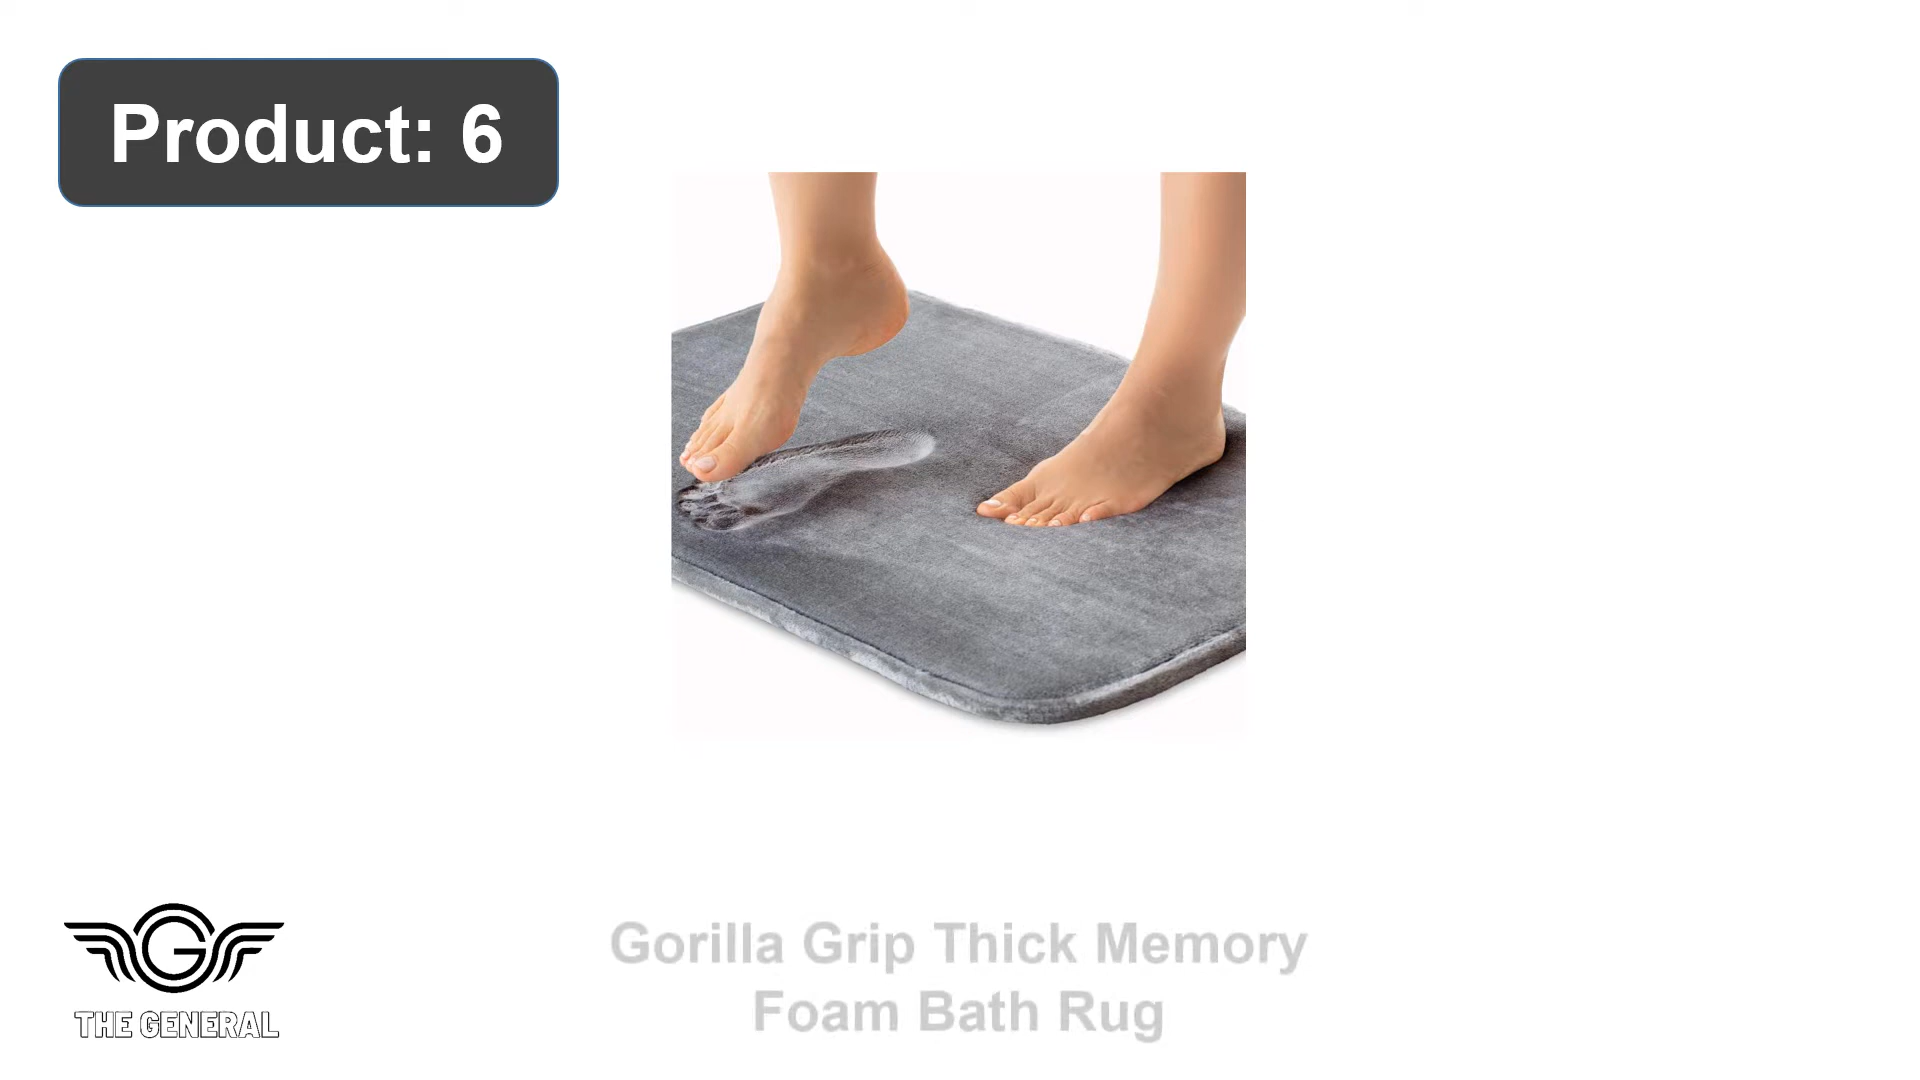 Product: 6
THE GENERAL
Gorilla Grip Thick Memory
Foam Bath Rug